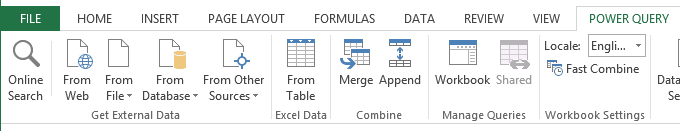 FILE HOME INSERT PAGE LAYOUT FORMULAS DATA REVIEW VIEW POWER QUERY
Online Search
From Web
From File
From Database
From Other Sources
Get External Data
From Table
Excel Data
Merge
Append
Combine
Workbook
Shared
Manage Queries
Locale: Engli...
Fast Combine
Workbook Settings